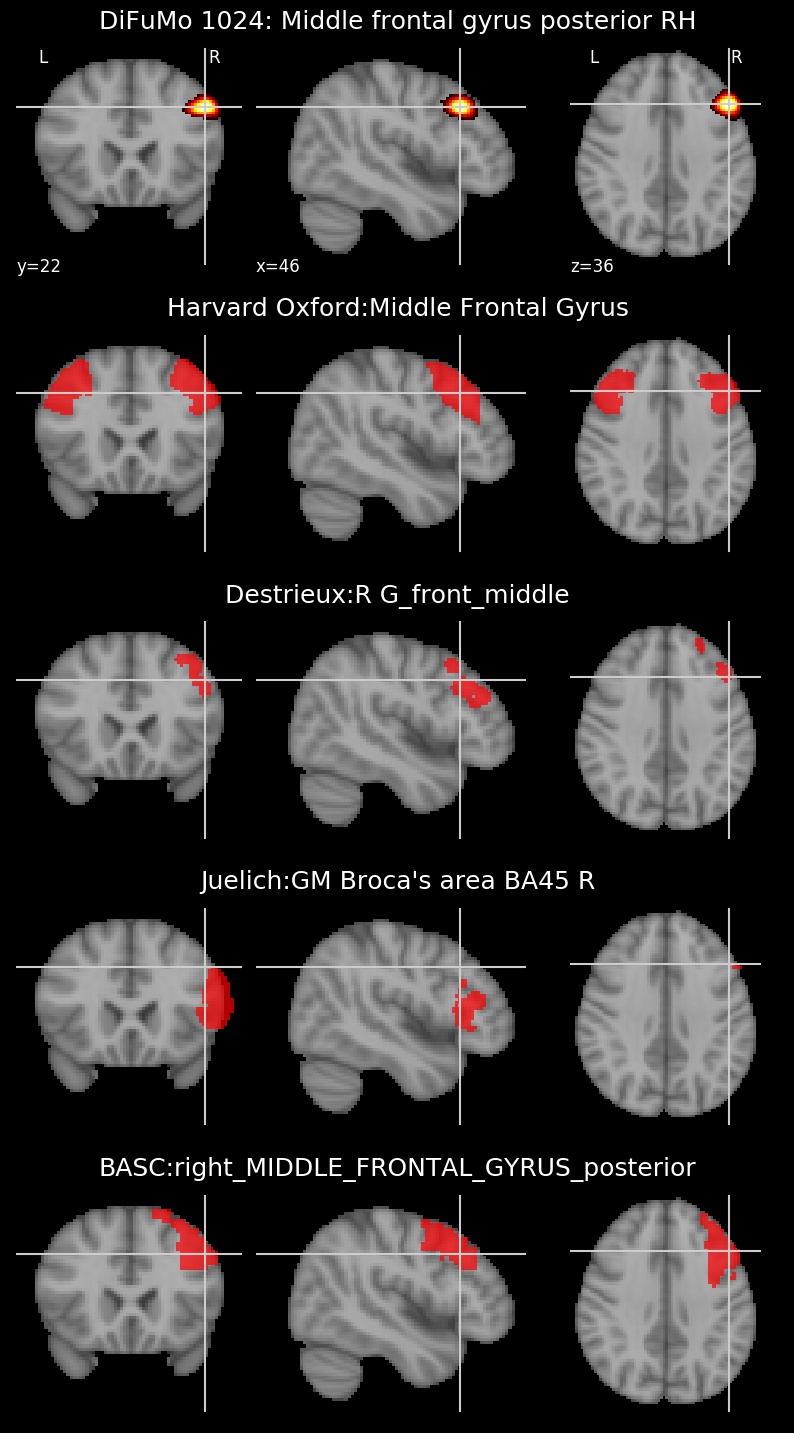 DiFuMo 1024: Middle frontal gyrus posterior RH
L R L R
y=22 x=46 z=36
Harvard Oxford:Middle Frontal Gyrus
Destrieux:R G_front_middle
Juelich:GM Broca's area BA45 R
BASC:right_MIDDLE_FRONTAL_GYRUS_posterior